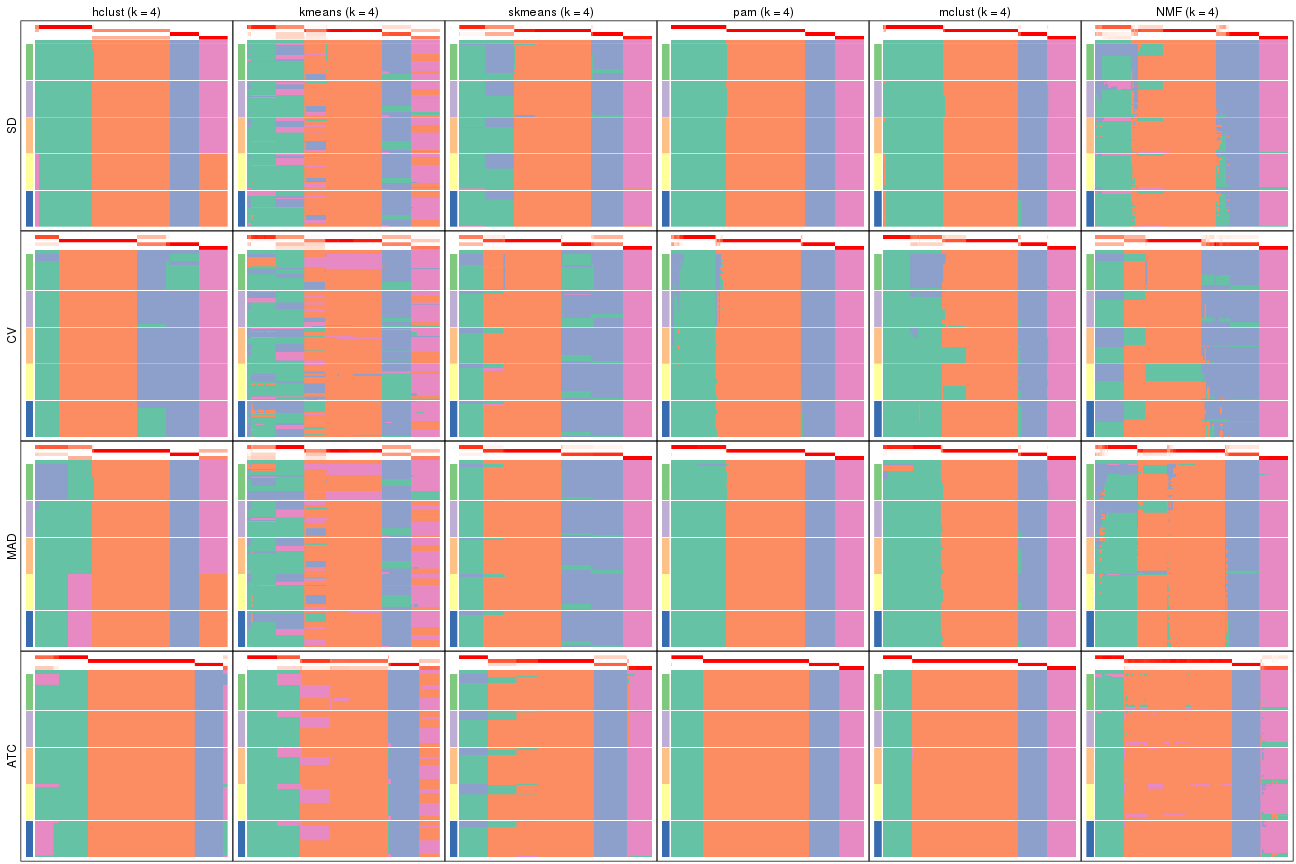 hclust (k = 4) kmeans (k = 4) skmeans (k = 4) pam (k = 4) mclust (k = 4) NMF (k = 4)
SD
CV
MAD
ATC